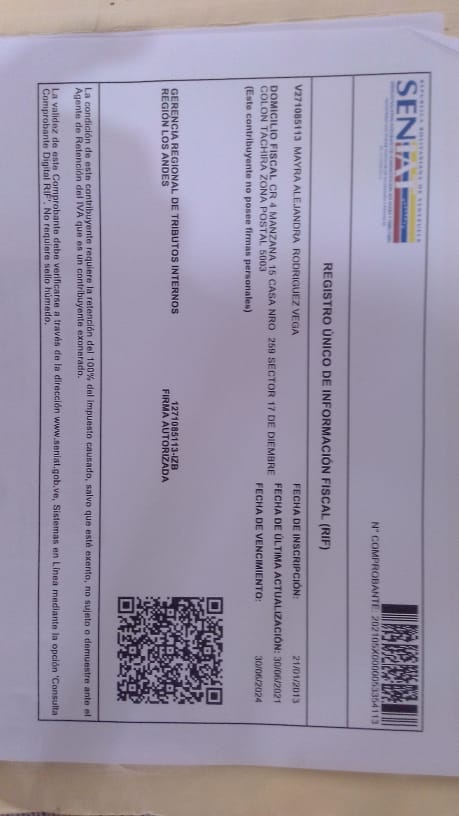 REPÚBLICA BOLIVARIANA DE VENEZUELA
SENIAT
N° COMPROBANTE: 202105X0000053354113
REGISTRO ÚNICO DE INFORMACIÓN FISCAL (RIF)
V271085113 MAYRA ALEJANDRA RODRIGUEZ VEGA
FECHA DE INSCRIPCIÓN: 21/01/2013
DOMICILIO FISCAL CR 4 MANZANA 15 CASA NRO 259 SECTOR 17 DE DIEMBRE
FECHA DE ÚLTIMA ACTUALIZACIÓN: 30/06/2021
COLON TACHIRA ZONA POSTAL 5003
FECHA DE VENCIMIENTO: 30/06/2024
(Este contribuyente no posee firmas personales)
GERENCIA REGIONAL DE TRIBUTOS INTERNOS
REGIÓN LOS ANDES
1271085113-IZB
FIRMA AUTORIZADA
La condición de este contribuyente requiere la retención del 100% del impuesto causado, salvo que esté exento, no sujeto o demuestre ante el
Agente de Retención del IVA que es un contribuyente exonerado.
La validez de este Comprobante debe verificarse a través de la dirección www.seniat.gob.ve, Sistemas en Línea mediante la opción "Consulta
Comprobante Digital RIF". No requiere sello húmedo.